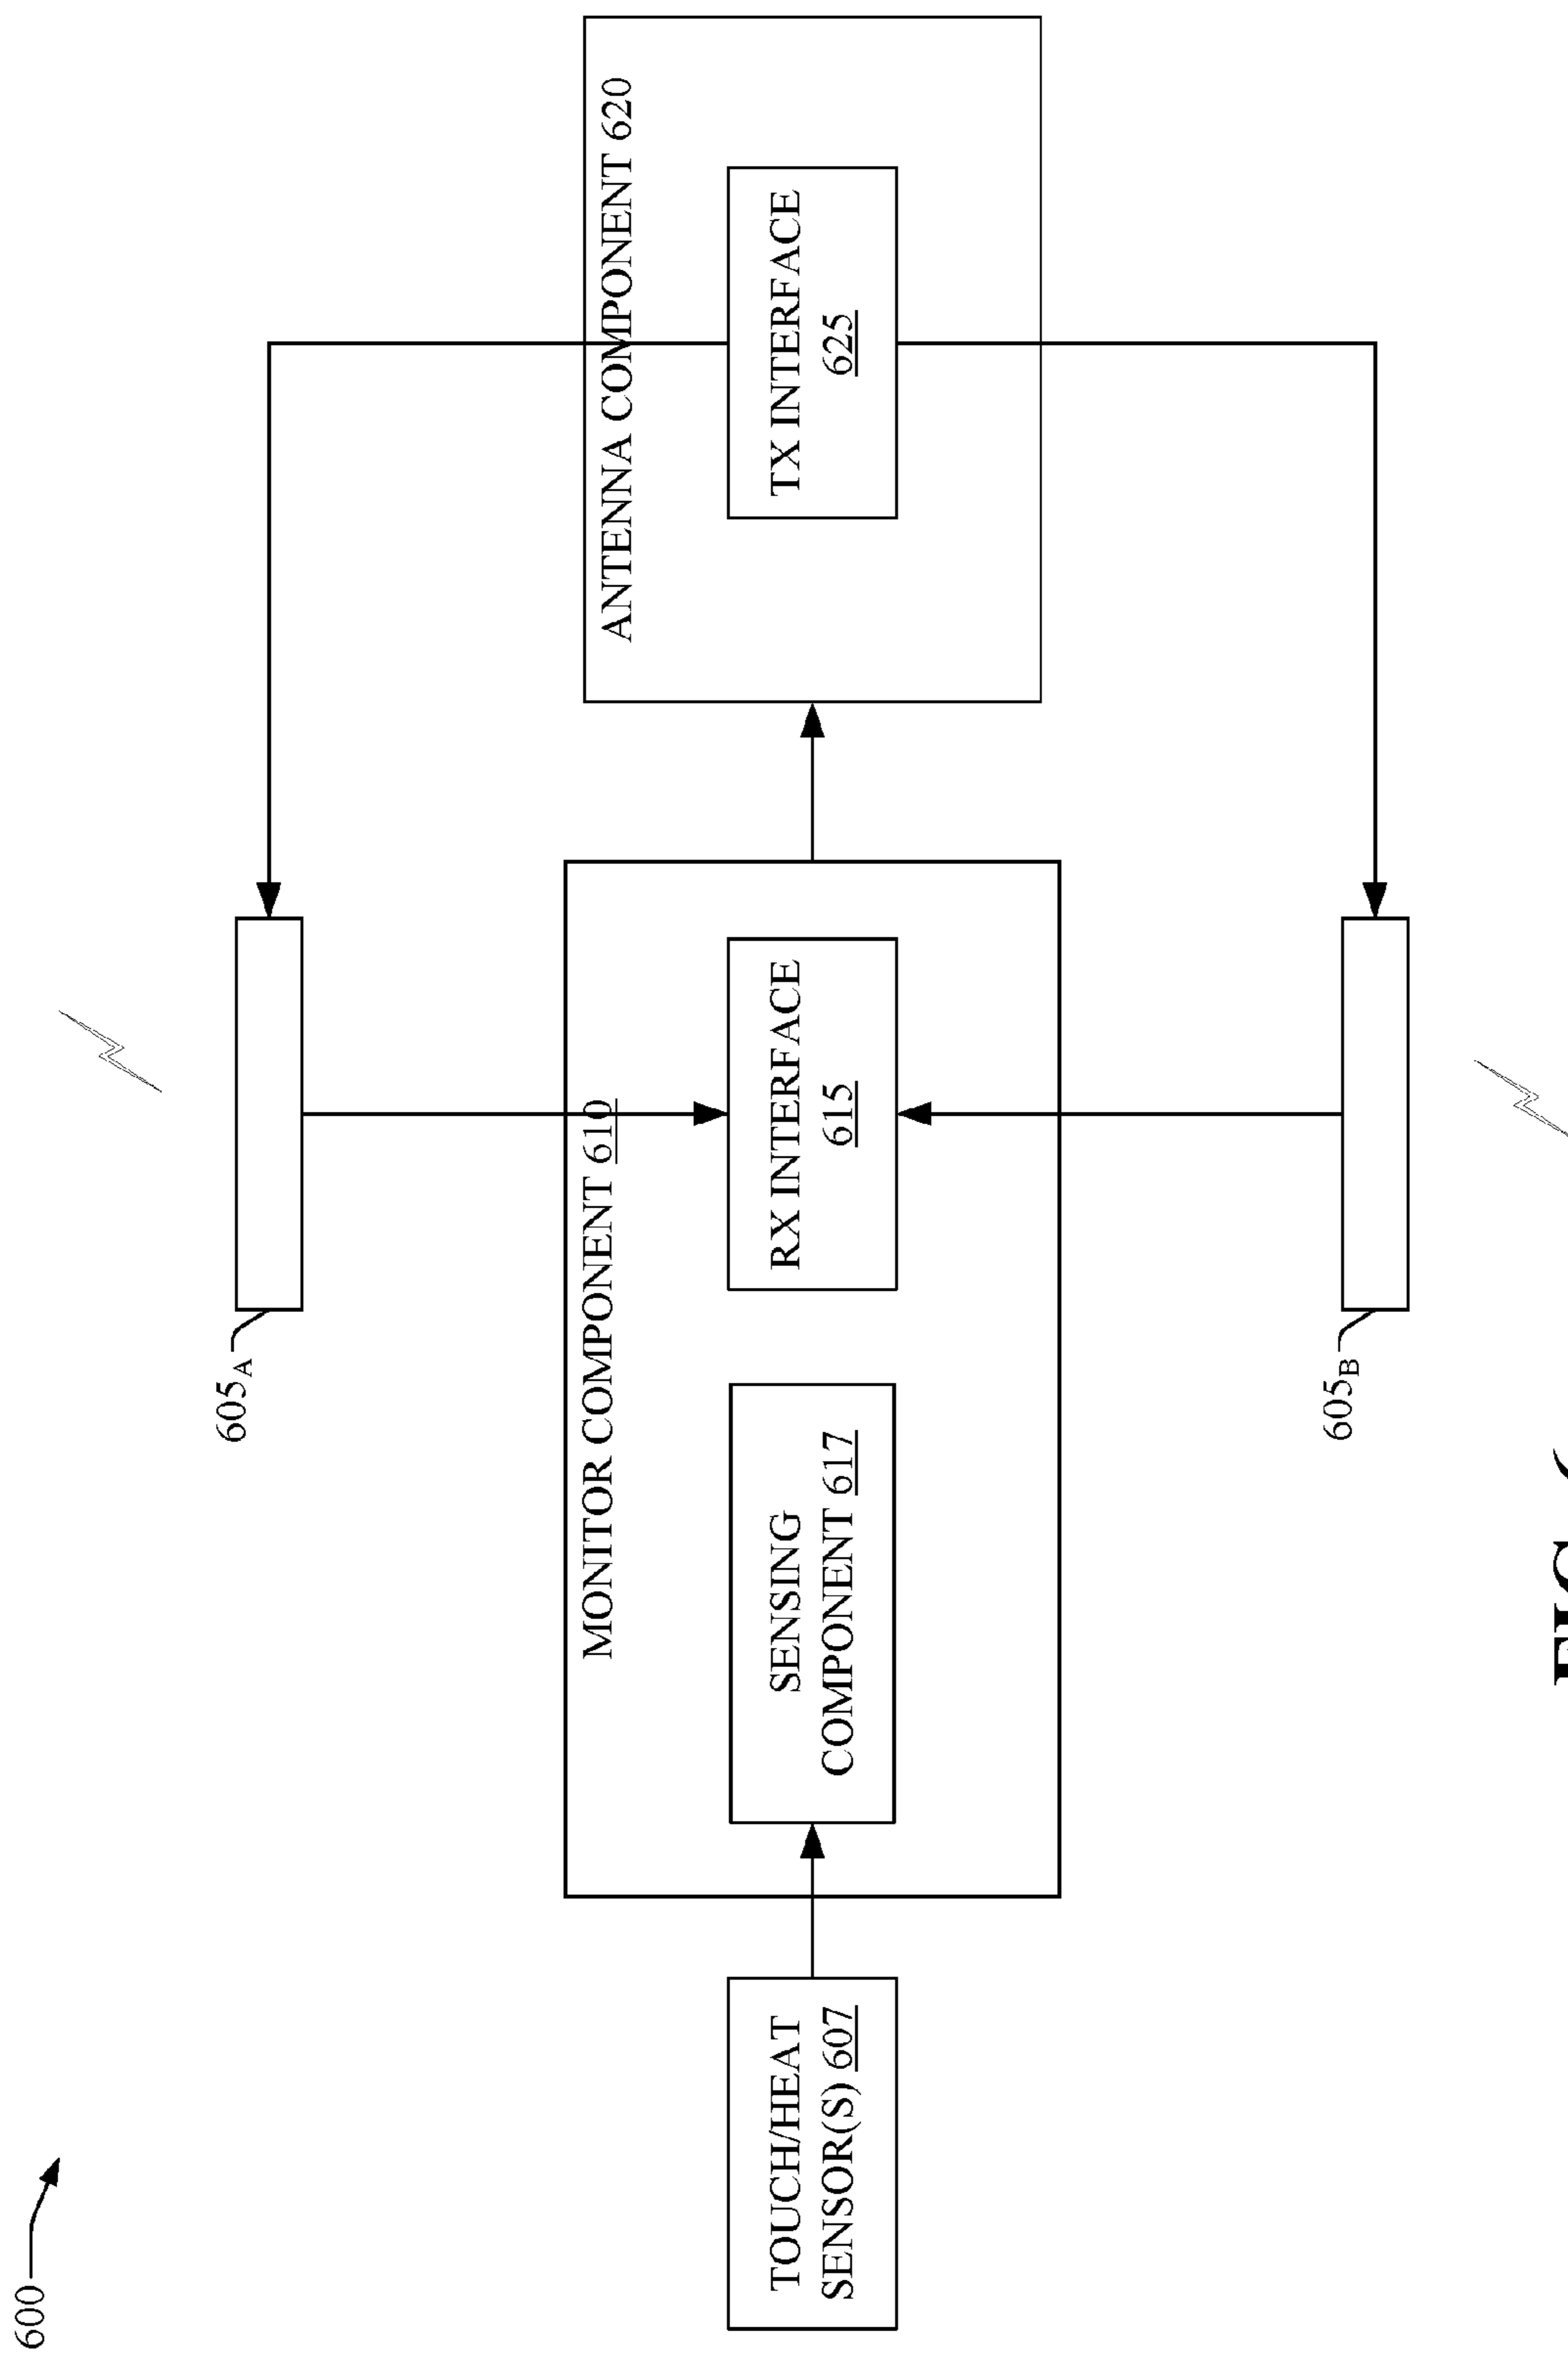 600
605A
TOUCH/HEAT
SENSOR(S) 607
MONITOR COMPONENT 610
SENSING
COMPONENT 617
RX INTERFACE
615
ANTENNA COMPONENT 620
TX INTERFACE
625
605B